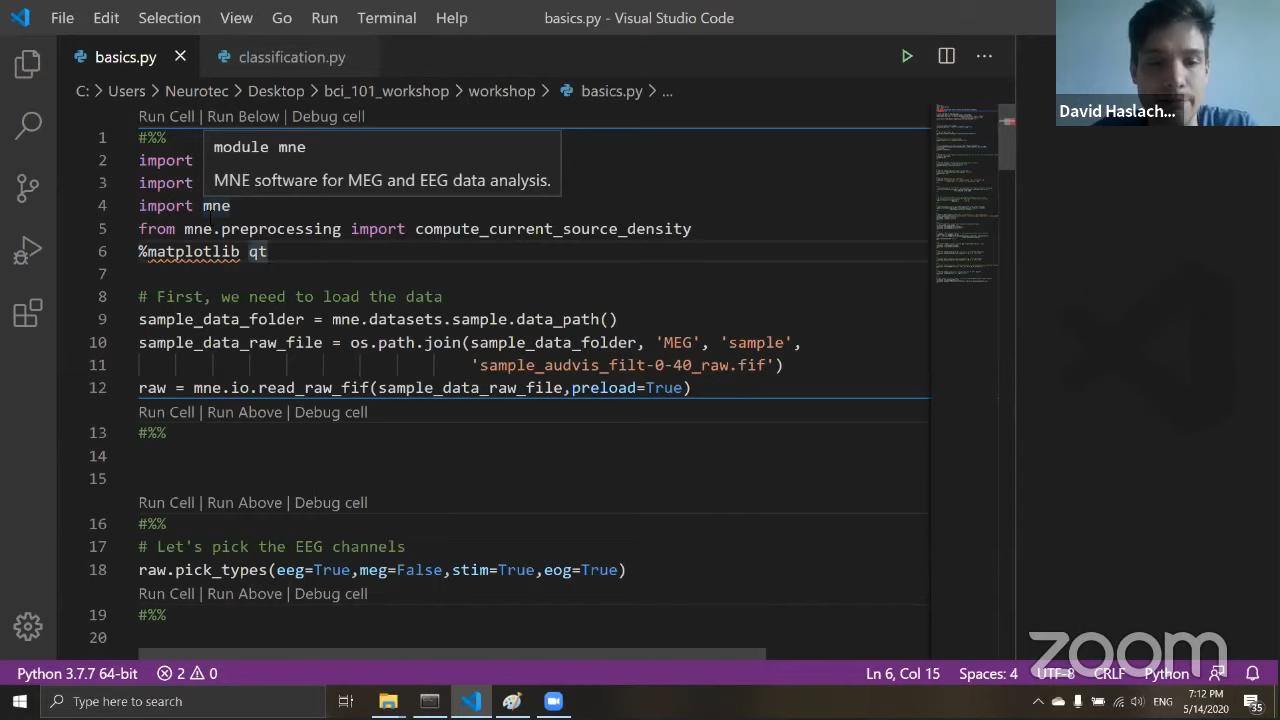 File Edit Selection View Go Run Terminal Help basics.py - Visual Studio Code
basics.py classification.py
C: > Users > Neurotec > Desktop > bci_101_workshop > workshop > basics.py > ...
Run Cell | Run Below | Debug cell
1 #%%
(module) mne
import
import
MNE software for MEG and EEG data analysis.
4 import mne
from mne.preprocessing import compute_current_source_density
%matplotlib
8 # First, we need to load the data
9 sample_data_folder = mne.datasets.sample.data_path()
10 sample_data_raw_file = os.path.join(sample_data_folder, 'MEG', 'sample',
11 'sample_audvis_filt-0-40_raw.fif')
12 raw = mne.io.read_raw_fif(sample_data_raw_file,preload=True)
Run Cell | Run Above | Debug cell
13 #%%
14
15
Run Cell | Run Above | Debug cell
16 #%%
17 # Let's pick the EEG channels
18 raw.pick_types(eeg=True,meg=False,stim=True,eog=True)
Run Cell | Run Above | Debug cell
19 #%%
20
David Haslach...
zoom
Python 3.7.7 64-bit 2 0 Ln 6, Col 15 Spaces: 4 UTF-8 CRLF Python
Type here to search
7:12 PM
5/14/2020
35